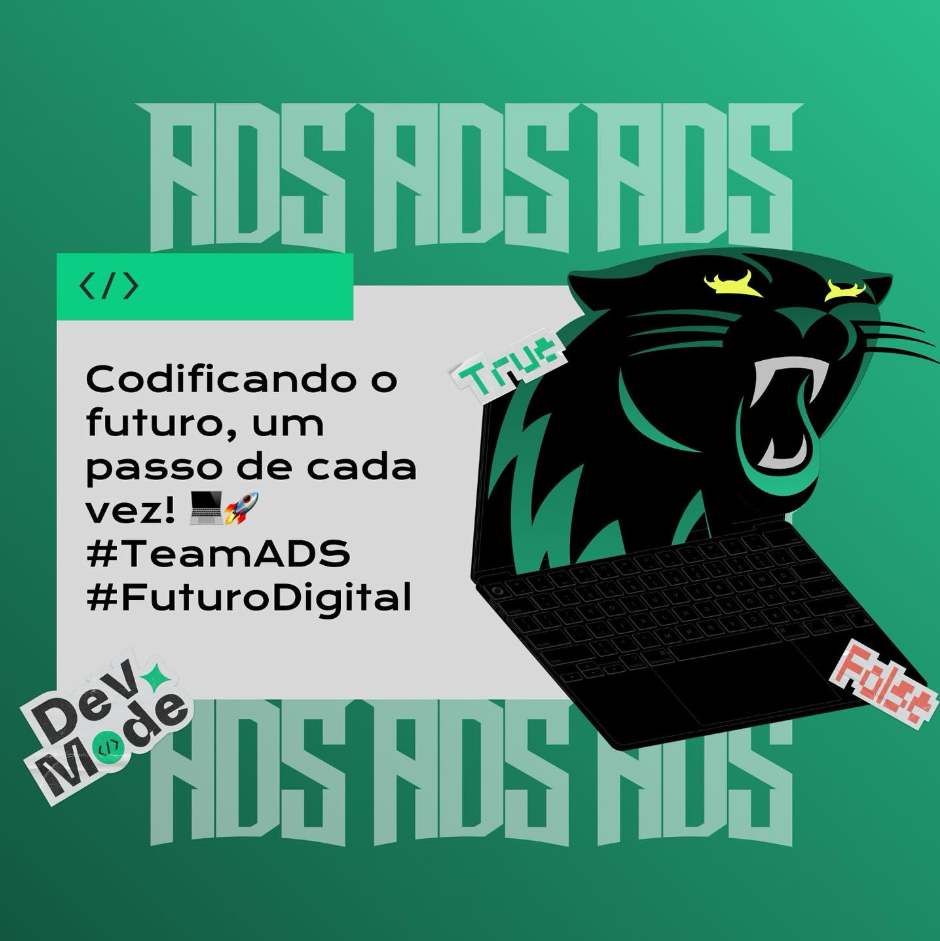 ADS ADS ADS
</>
Codificando o
futuro, um
passo de cada
vez! 💻🚀
#TeamADS
#FuturoDigital
True
False
Dev
Mode
</>
ADS ADS ADS